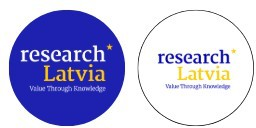 research
Latvia
Value Through Knowledge
research
Latvia
Value Through Knowledge